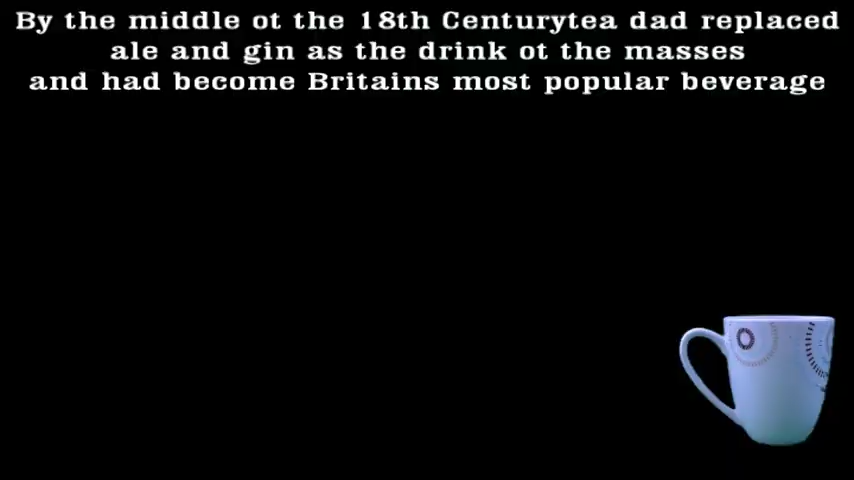 By the middle ot the 18th Centurytea dad replaced
ale and gin as the drink ot the masses
and had become Britains most popular beverage